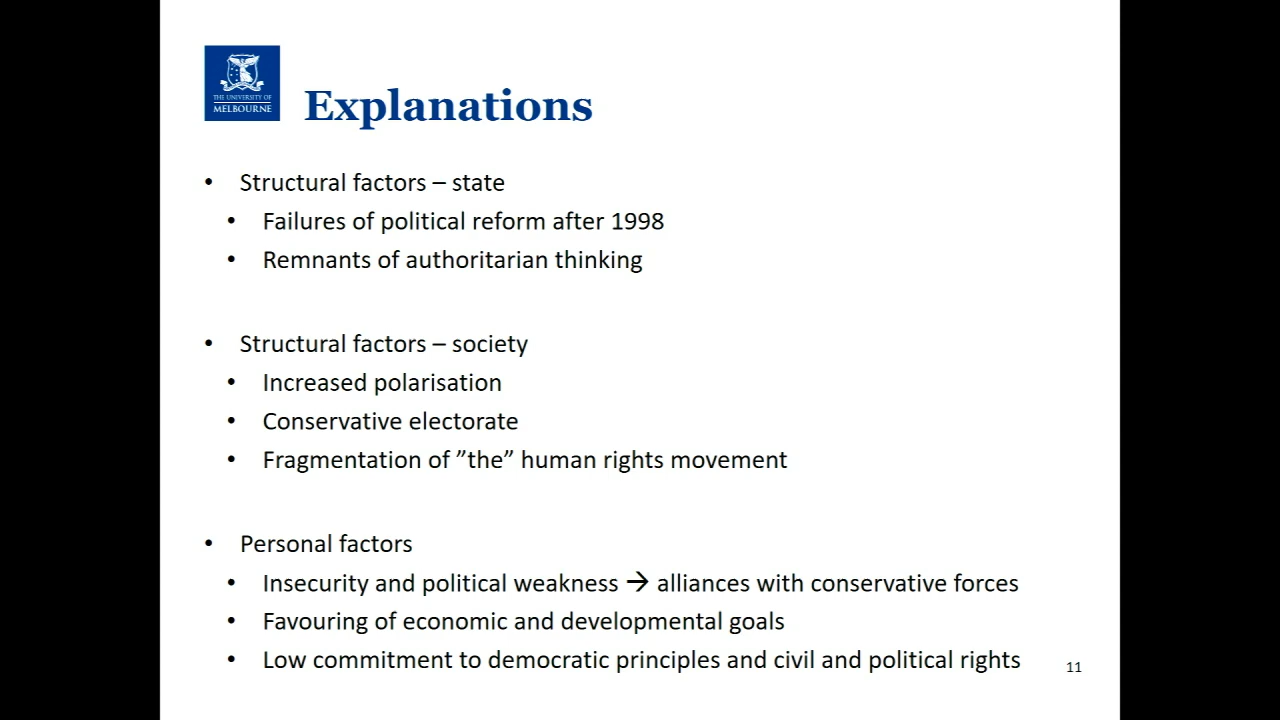 THE UNIVERSITY OF
MELBOURNE
Explanations
• Structural factors – state
• Failures of political reform after 1998
• Remnants of authoritarian thinking
• Structural factors – society
• Increased polarisation
• Conservative electorate
• Fragmentation of ”the” human rights movement
• Personal factors
• Insecurity and political weakness → alliances with conservative forces
• Favouring of economic and developmental goals
• Low commitment to democratic principles and civil and political rights
11